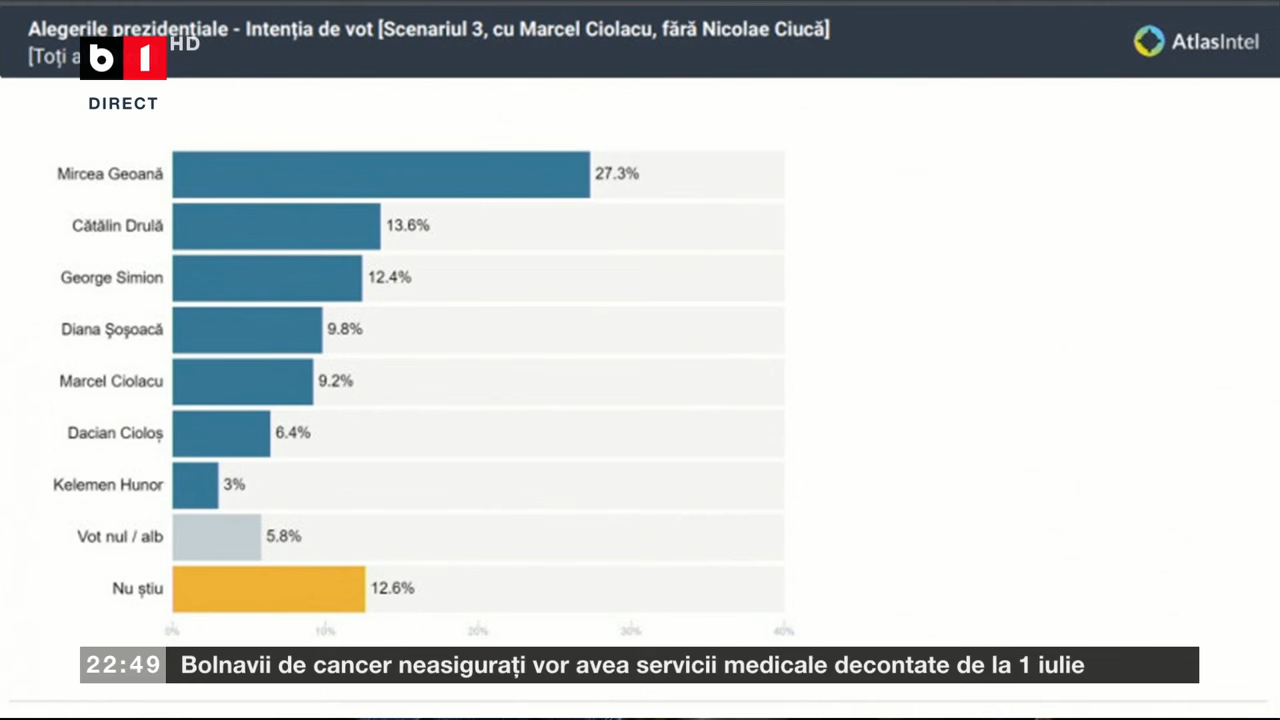 Alegerile prezidențiale - Intenția de vot [Scenariul 3, cu Marcel Ciolacu, fără Nicolae Ciucă]
[Toți a
b1 HD
DIRECT
AtlasIntel
Mircea Geoană 27.3%
Cătălin Drulă 13.6%
George Simion 12.4%
Diana Șoșoacă 9.8%
Marcel Ciolacu 9.2%
Dacian Cioloș 6.4%
Kelemen Hunor 3%
Vot nul / alb 5.8%
Nu știu 12.6%
0% 10% 20% 30% 40%
22:49 Bolnavii de cancer neasigurați vor avea servicii medicale decontate de la 1 iulie